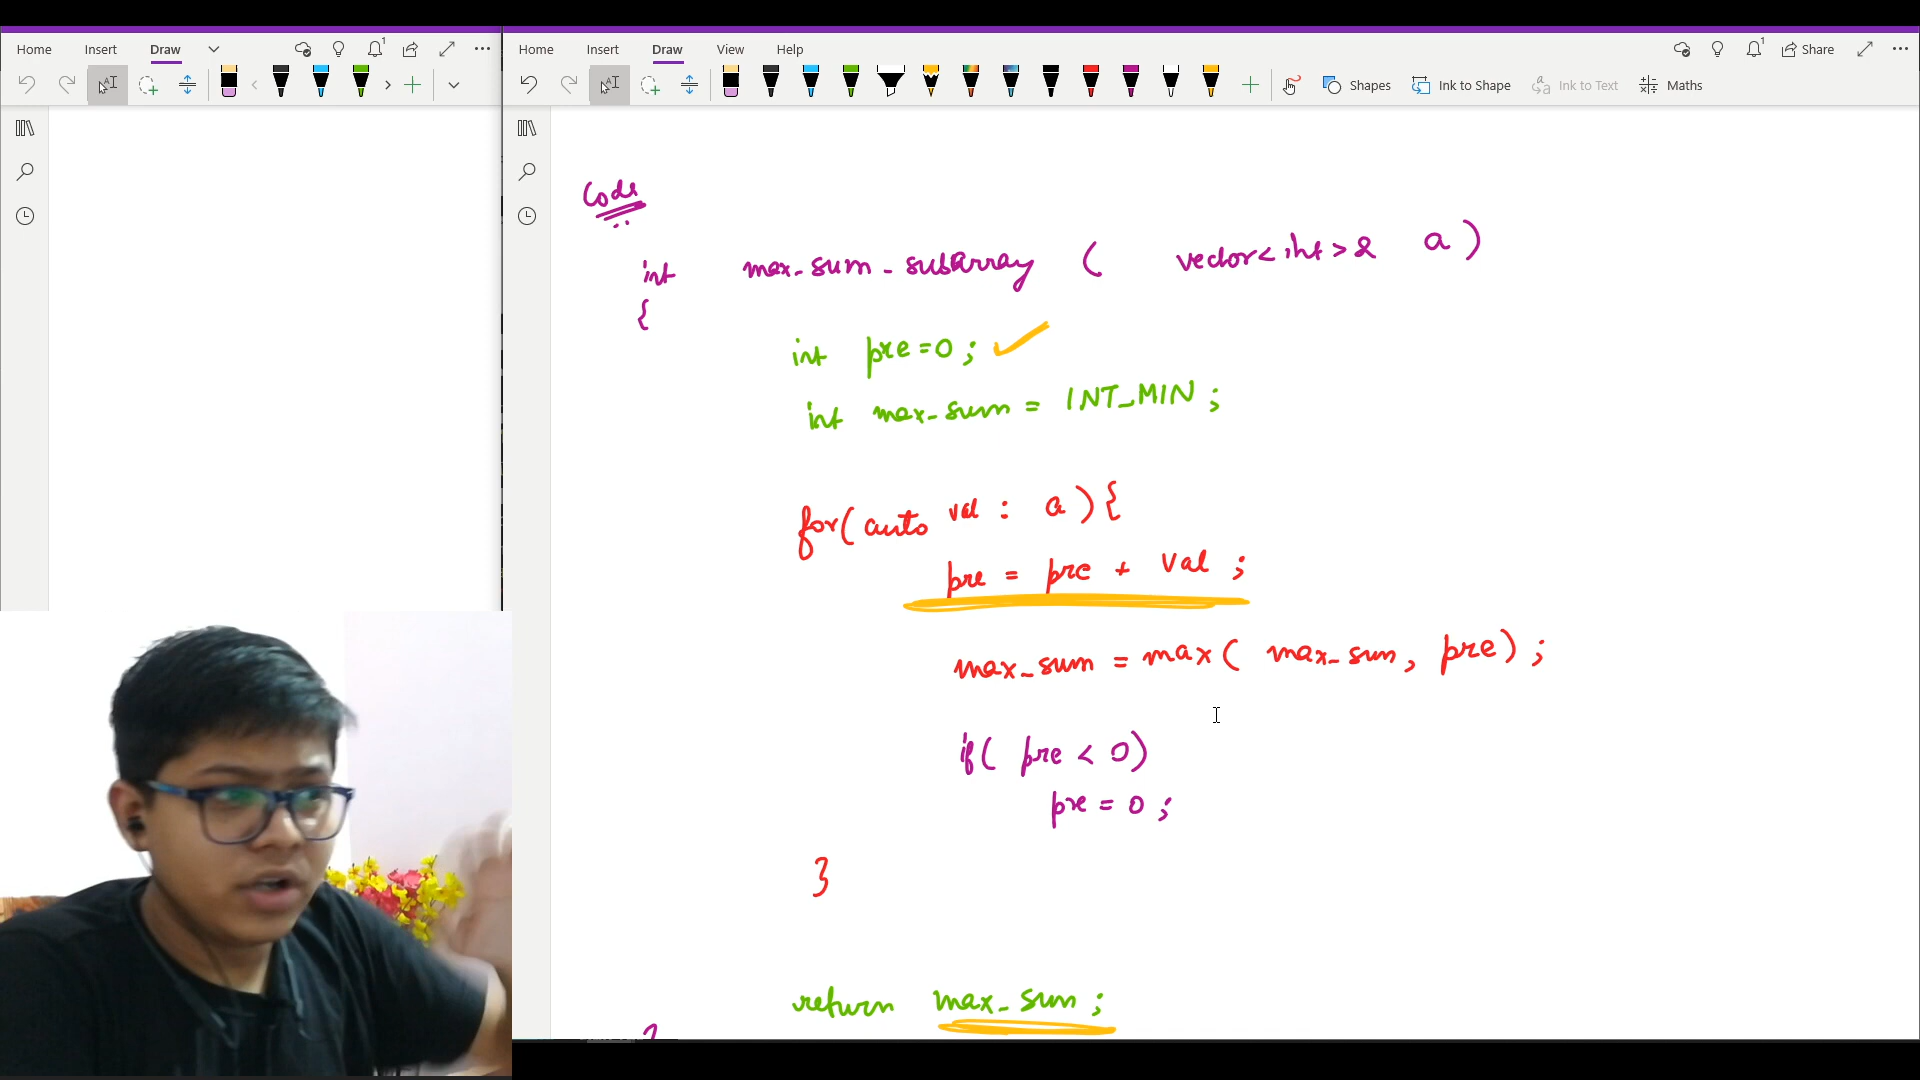 Home Insert Draw
Home Insert Draw View Help Share
Shapes Ink to Shape Ink to Text Maths
Code
int max_sum_subarray ( vector<int>& a )
{
int pre=0;
int max_sum = INT_MIN;
for(auto val : a){
pre = pre + val;
max_sum = max( max_sum, pre);
if( pre < 0)
pre = 0;
}
return max_sum;
}